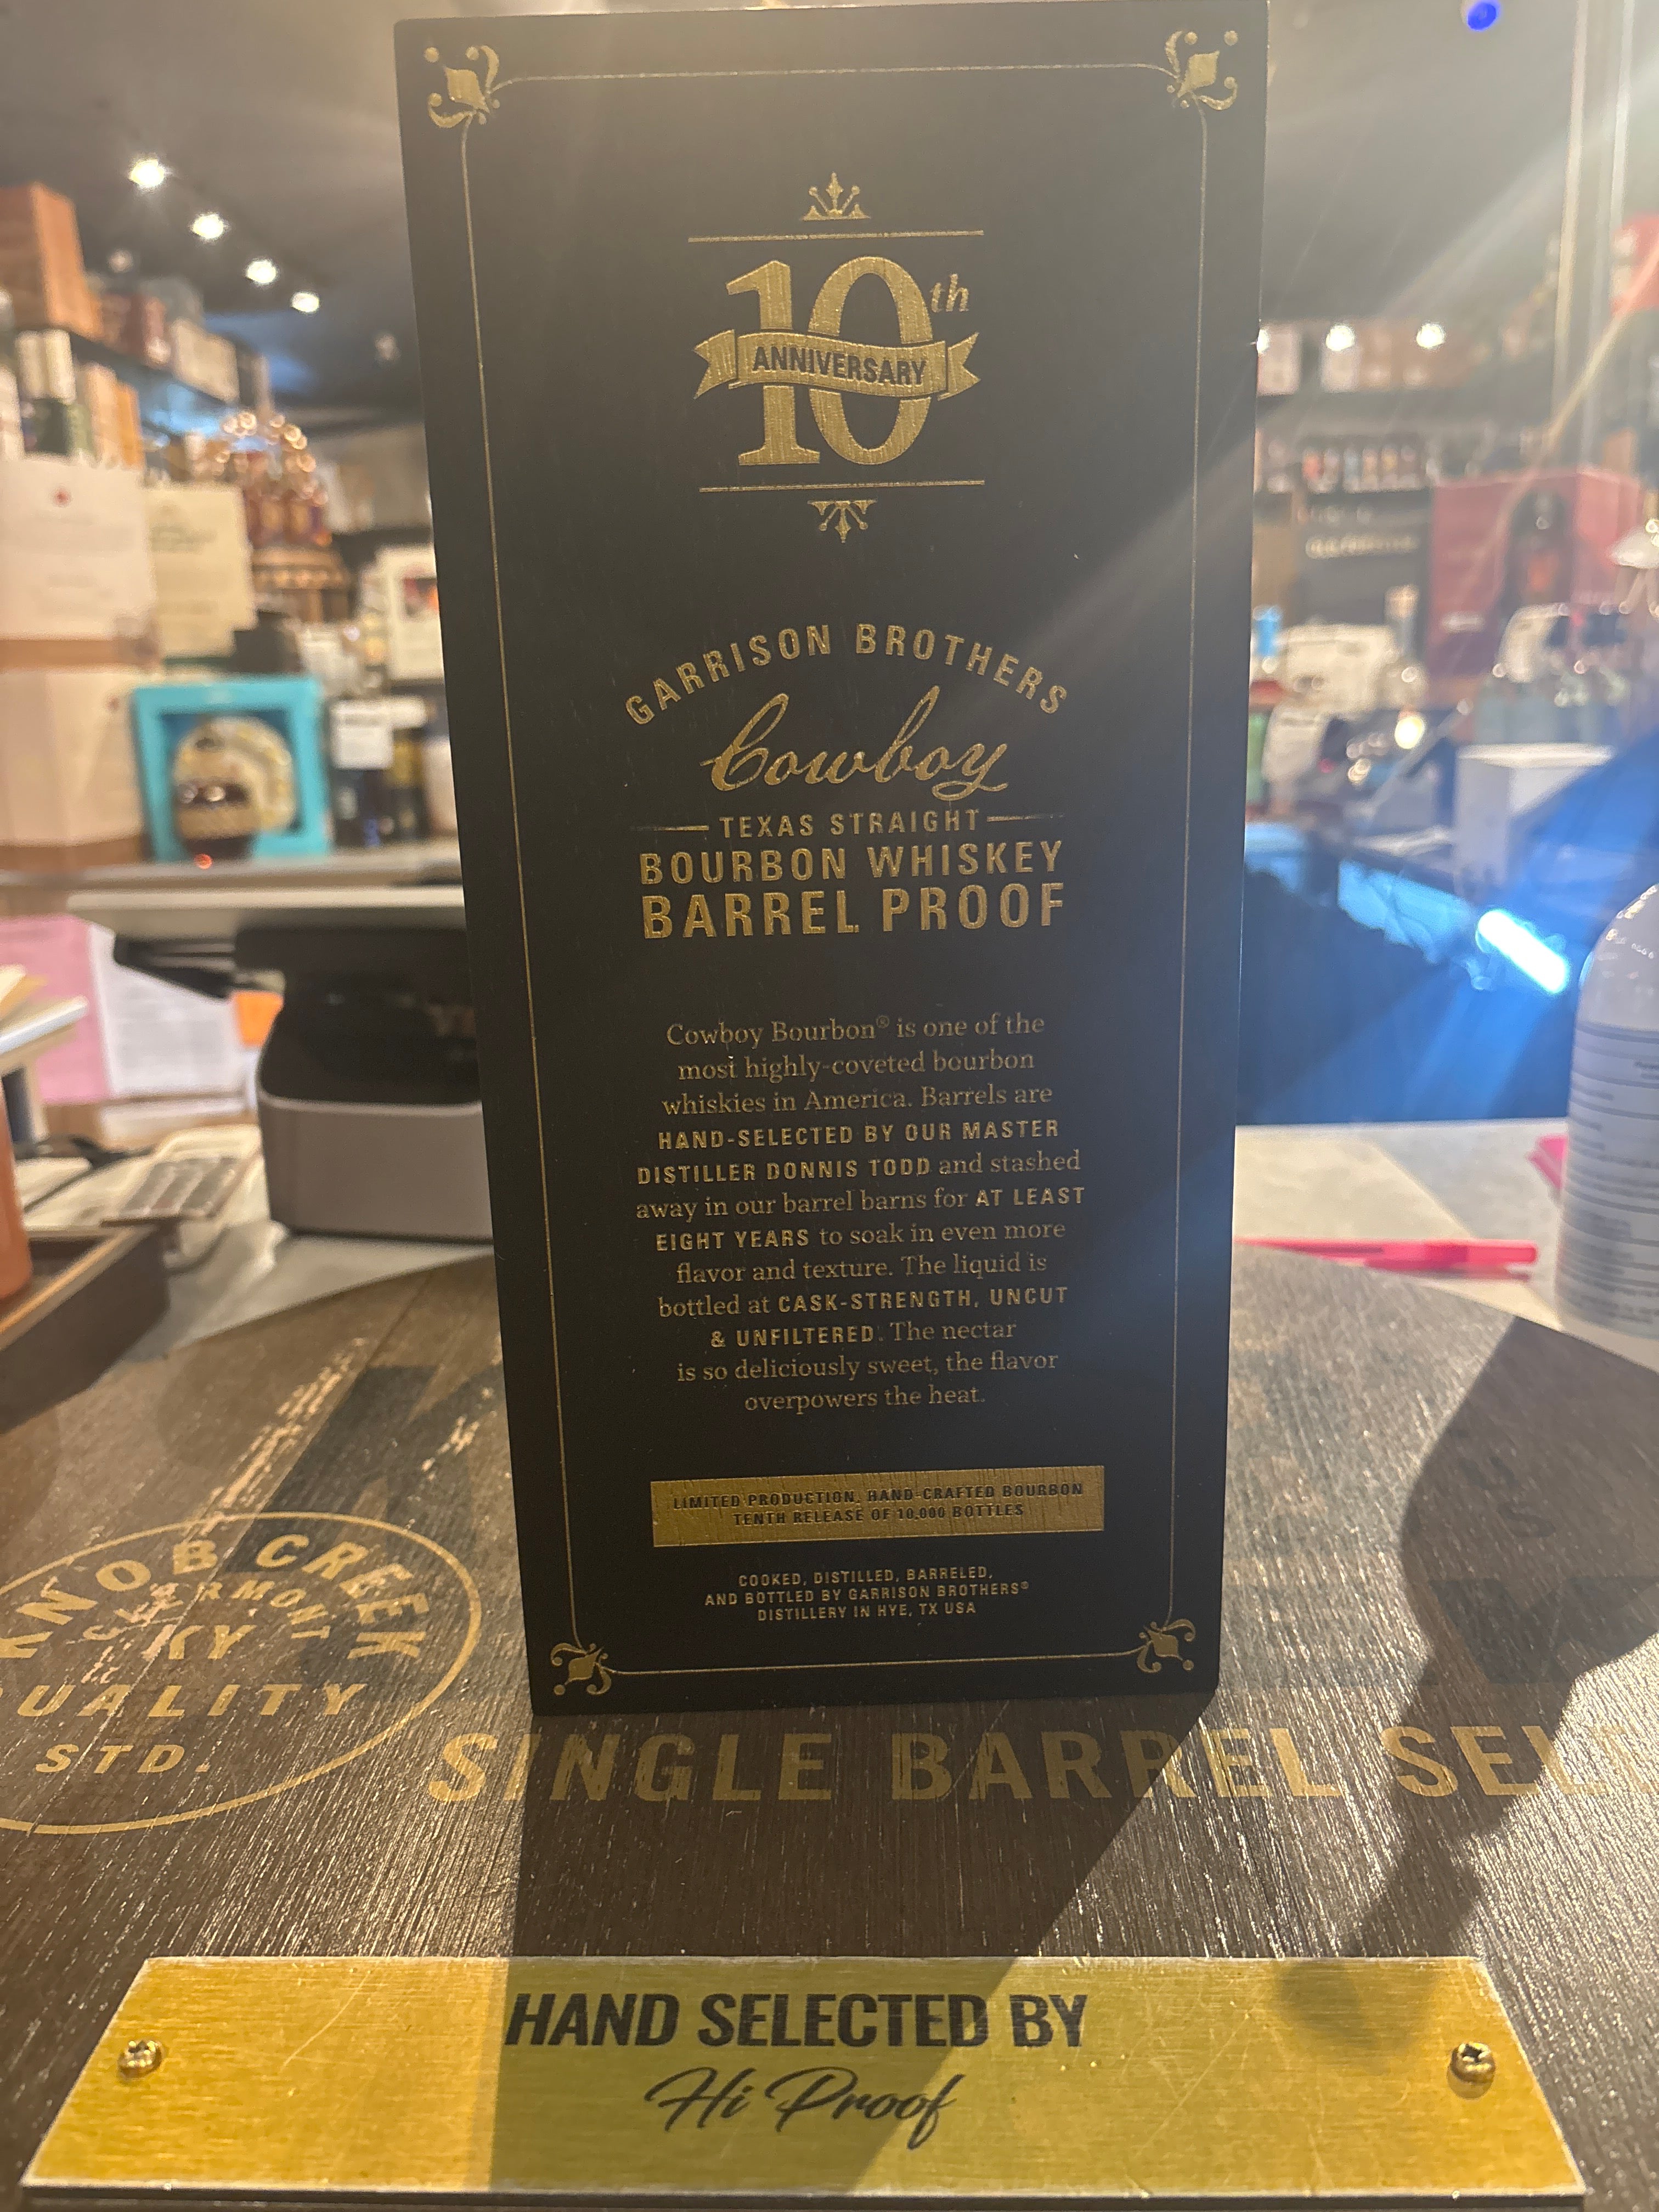 10th
ANNIVERSARY
GARRISON BROTHERS
Cowboy
TEXAS STRAIGHT
BOURBON WHISKEY
BARREL PROOF
Cowboy Bourbon® is one of the
most highly-coveted bourbon
whiskies in America. Barrels are
HAND-SELECTED BY OUR MASTER
DISTILLER DONNIS TODD and stashed
away in our barrel barns for AT LEAST
EIGHT YEARS to soak in even more
flavor and texture. The liquid is
bottled at CASK-STRENGTH, UNCUT
& UNFILTERED. The nectar
is so deliciously sweet, the flavor
overpowers the heat.
LIMITED PRODUCTION, HAND-CRAFTED BOURBON
TENTH RELEASE OF 10,000 BOTTLES
COOKED, DISTILLED, BARRELED,
AND BOTTLED BY GARRISON BROTHERS®
DISTILLERY IN HYE, TX USA
KNOB CREEK
KY
QUALITY
STD.
SINGLE BARREL
HAND SELECTED BY
Hi Proof